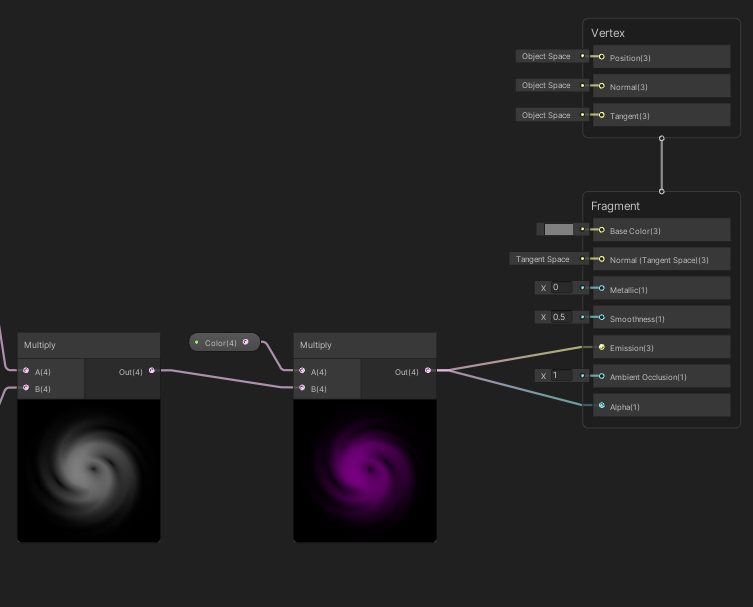 Vertex
Object Space
Position(3)
Object Space
Normal(3)
Object Space
Tangent(3)
Fragment
Base Color(3)
Tangent Space
Normal (Tangent Space)(3)
X 0
Metallic(1)
X 0.5
Smoothness(1)
Emission(3)
X 1
Ambient Occlusion(1)
Alpha(1)
Multiply
A(4)
Out(4)
B(4)
Color(4)
Multiply
A(4)
Out(4)
B(4)